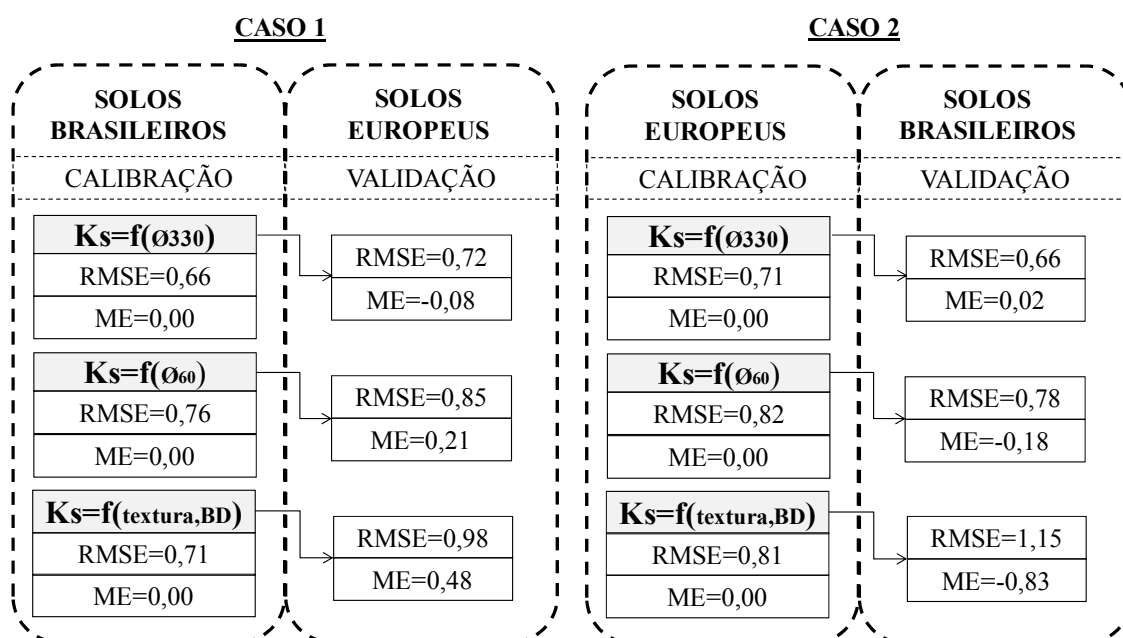 CASO 1
SOLOS
BRASILEIROS
SOLOS
EUROPEUS
CALIBRAÇÃO
VALIDAÇÃO
Ks=f(Ø330)
RMSE=0,66
ME=0,00
RMSE=0,72
ME=-0,08
Ks=f(Ø60)
RMSE=0,76
ME=0,00
RMSE=0,85
ME=0,21
Ks=f(textura,BD)
RMSE=0,71
ME=0,00
RMSE=0,98
ME=0,48
CASO 2
SOLOS
EUROPEUS
SOLOS
BRASILEIROS
CALIBRAÇÃO
VALIDAÇÃO
Ks=f(Ø330)
RMSE=0,71
ME=0,00
RMSE=0,66
ME=0,02
Ks=f(Ø60)
RMSE=0,82
ME=0,00
RMSE=0,78
ME=-0,18
Ks=f(textura,BD)
RMSE=0,81
ME=0,00
RMSE=1,15
ME=-0,83